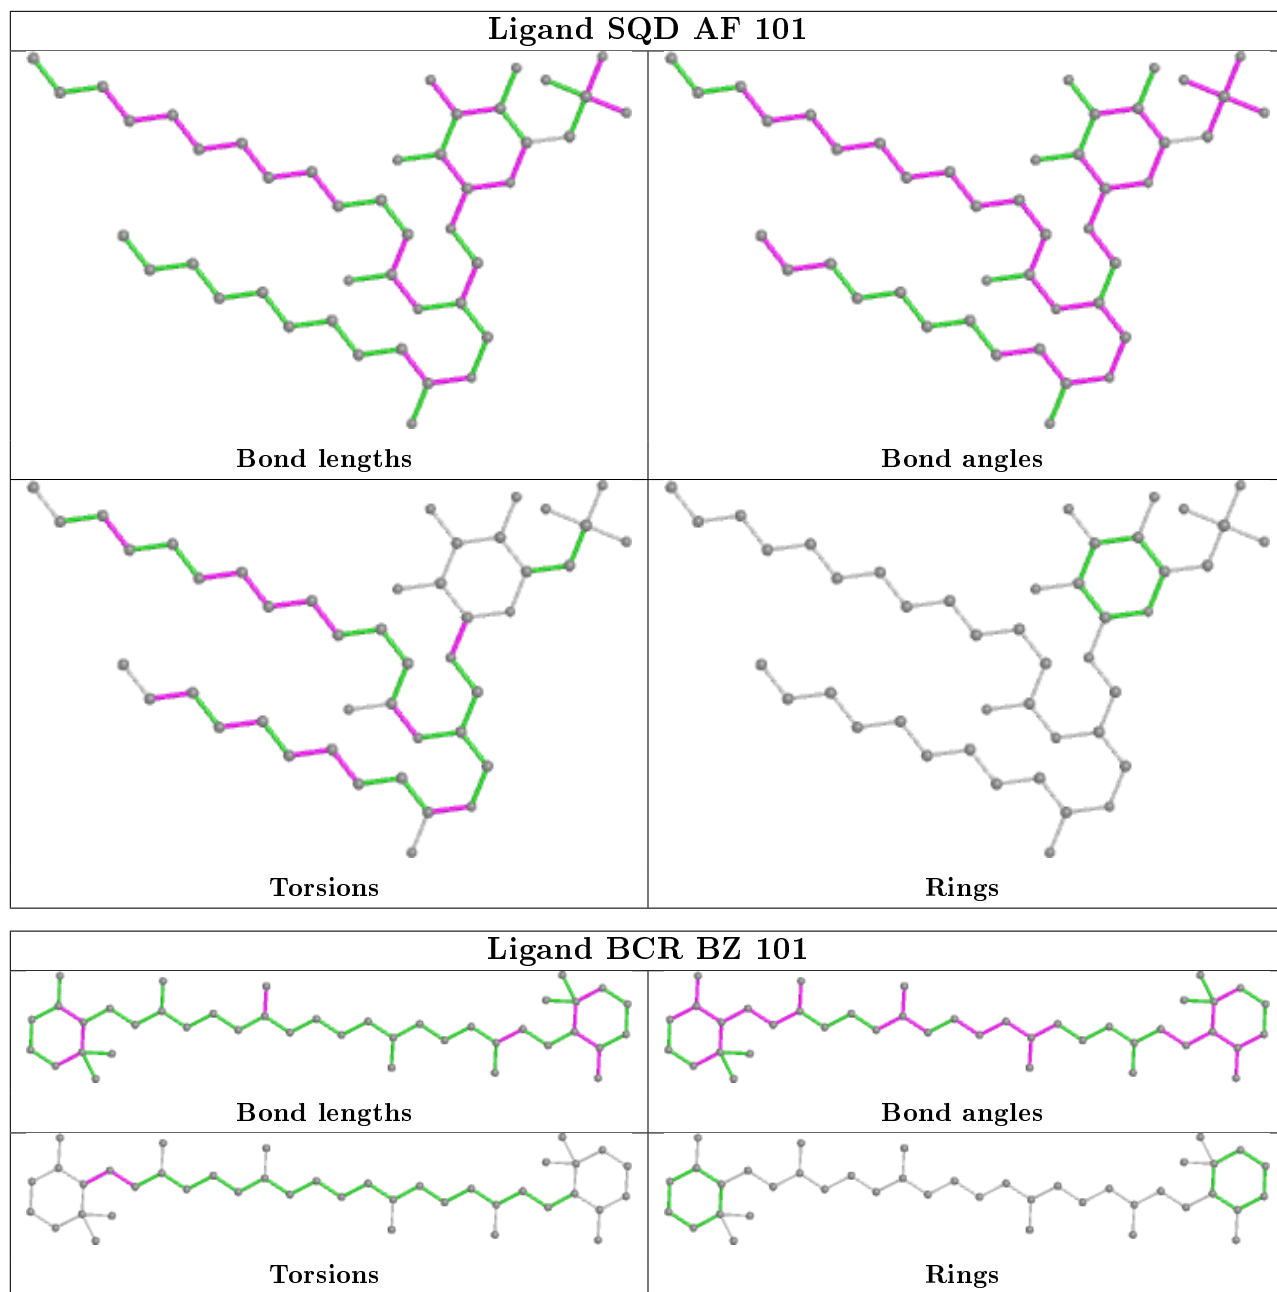 Ligand SQD AF 101
Bond lengths
Bond angles
Torsions
Rings
Ligand BCR BZ 101
Bond lengths
Bond angles
Torsions
Rings